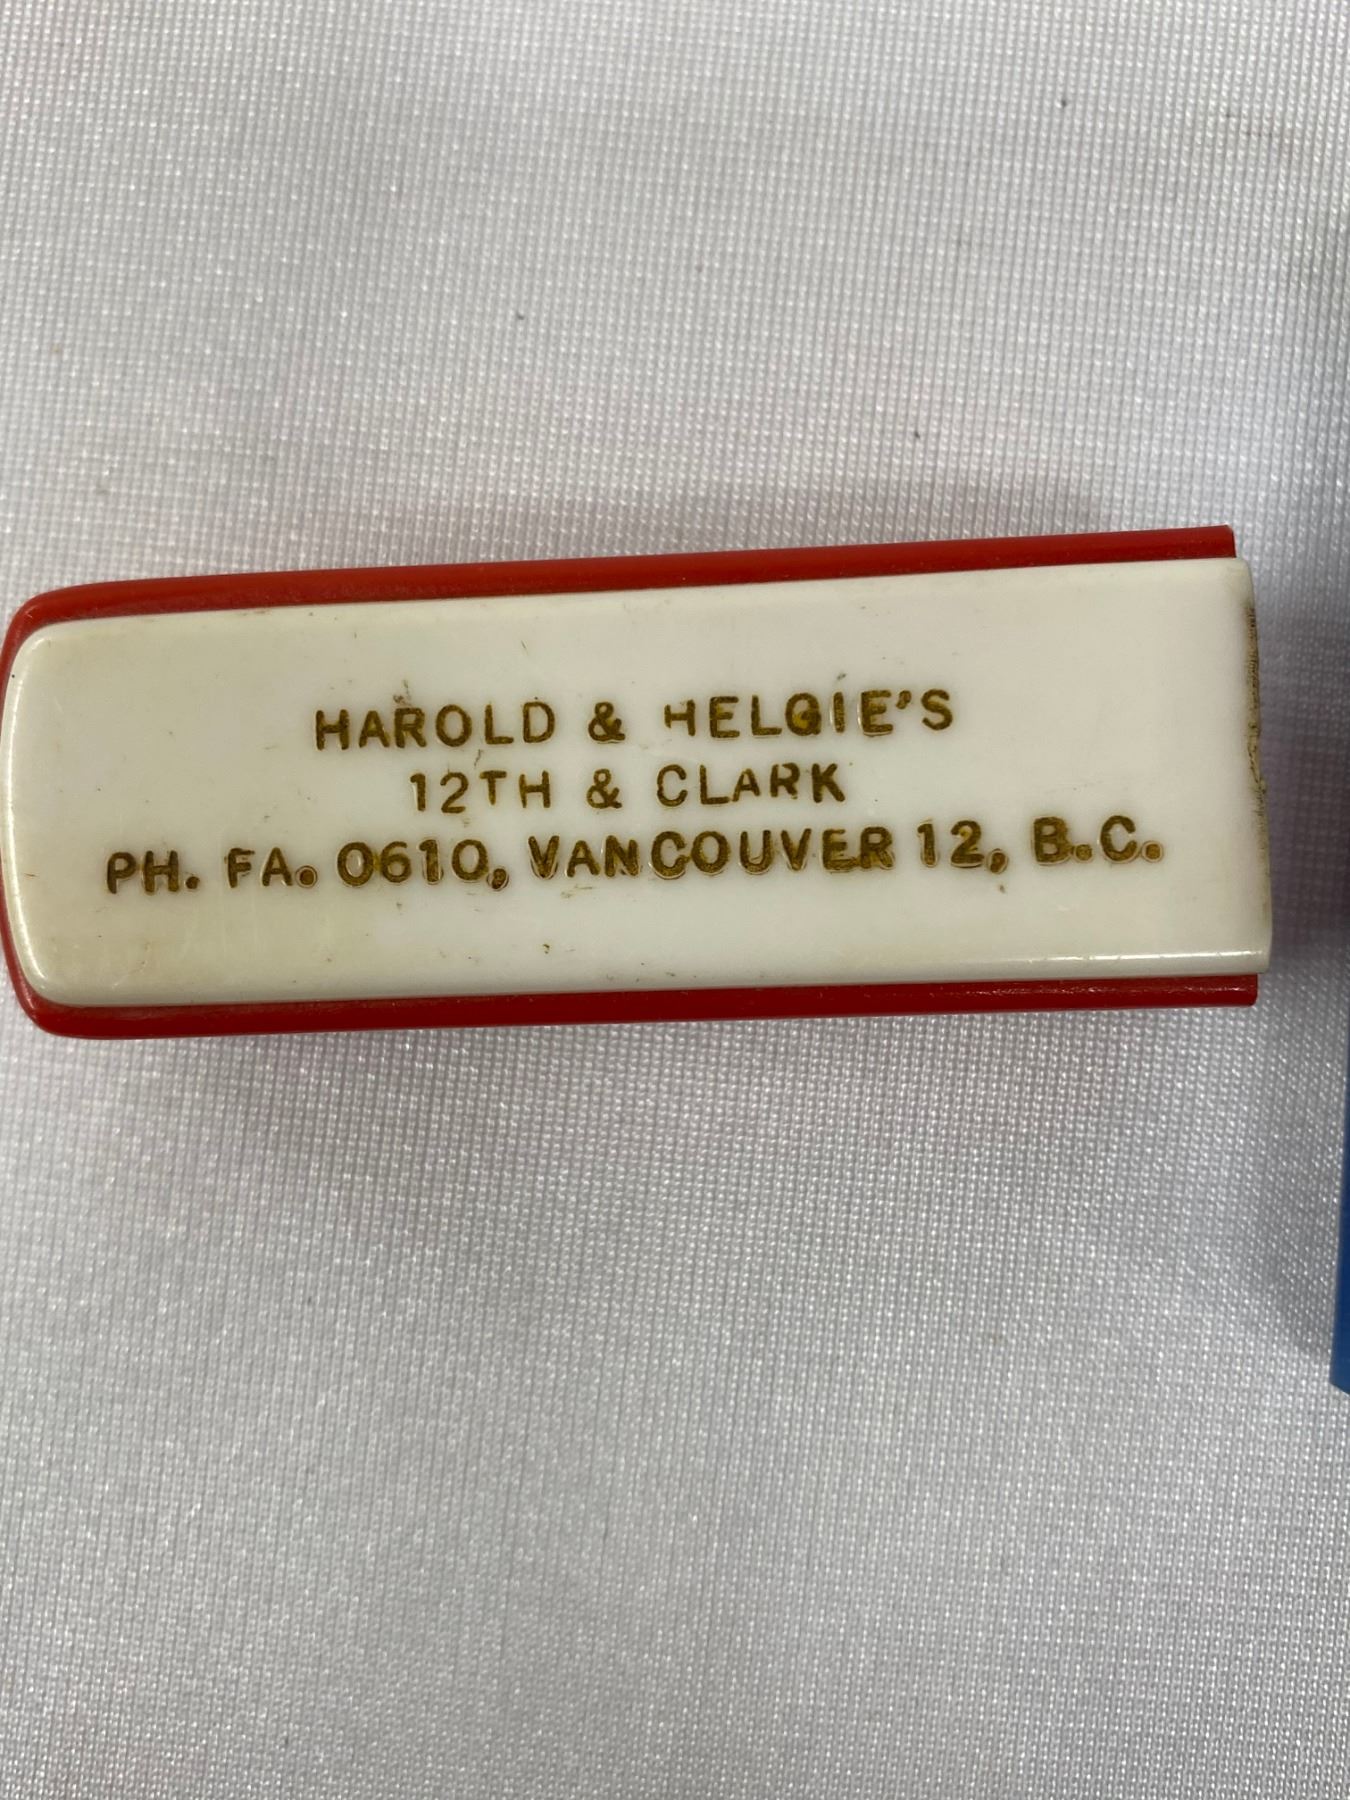 HAROLD & HELGIE'S
12TH & CLARK
PH. FA. 0610, VANCOUVER 12, B.C.